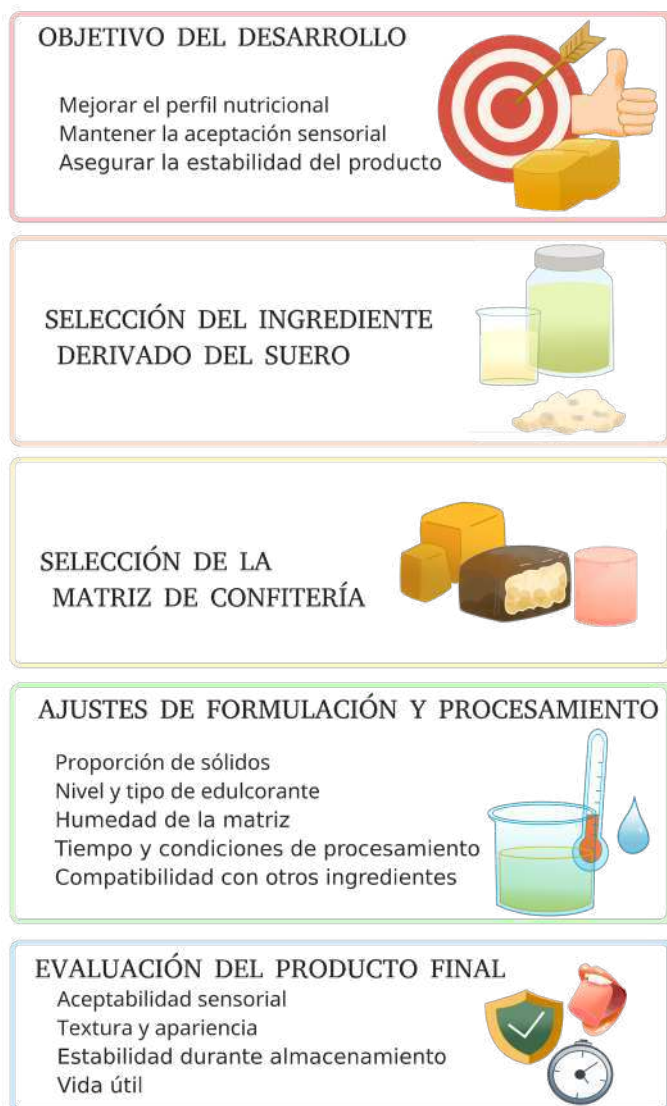 OBJETIVO DEL DESARROLLO
Mejorar el perfil nutricional
Mantener la aceptación sensorial
Asegurar la estabilidad del producto
SELECCIÓN DEL INGREDIENTE
DERIVADO DEL SUERO
SELECCIÓN DE LA
MATRIZ DE CONFITERÍA
AJUSTES DE FORMULACIÓN Y PROCESAMIENTO
Proporción de sólidos
Nivel y tipo de edulcorante
Humedad de la matriz
Tiempo y condiciones de procesamiento
Compatibilidad con otros ingredientes
EVALUACIÓN DEL PRODUCTO FINAL
Aceptabilidad sensorial
Textura y apariencia
Estabilidad durante almacenamiento
Vida útil